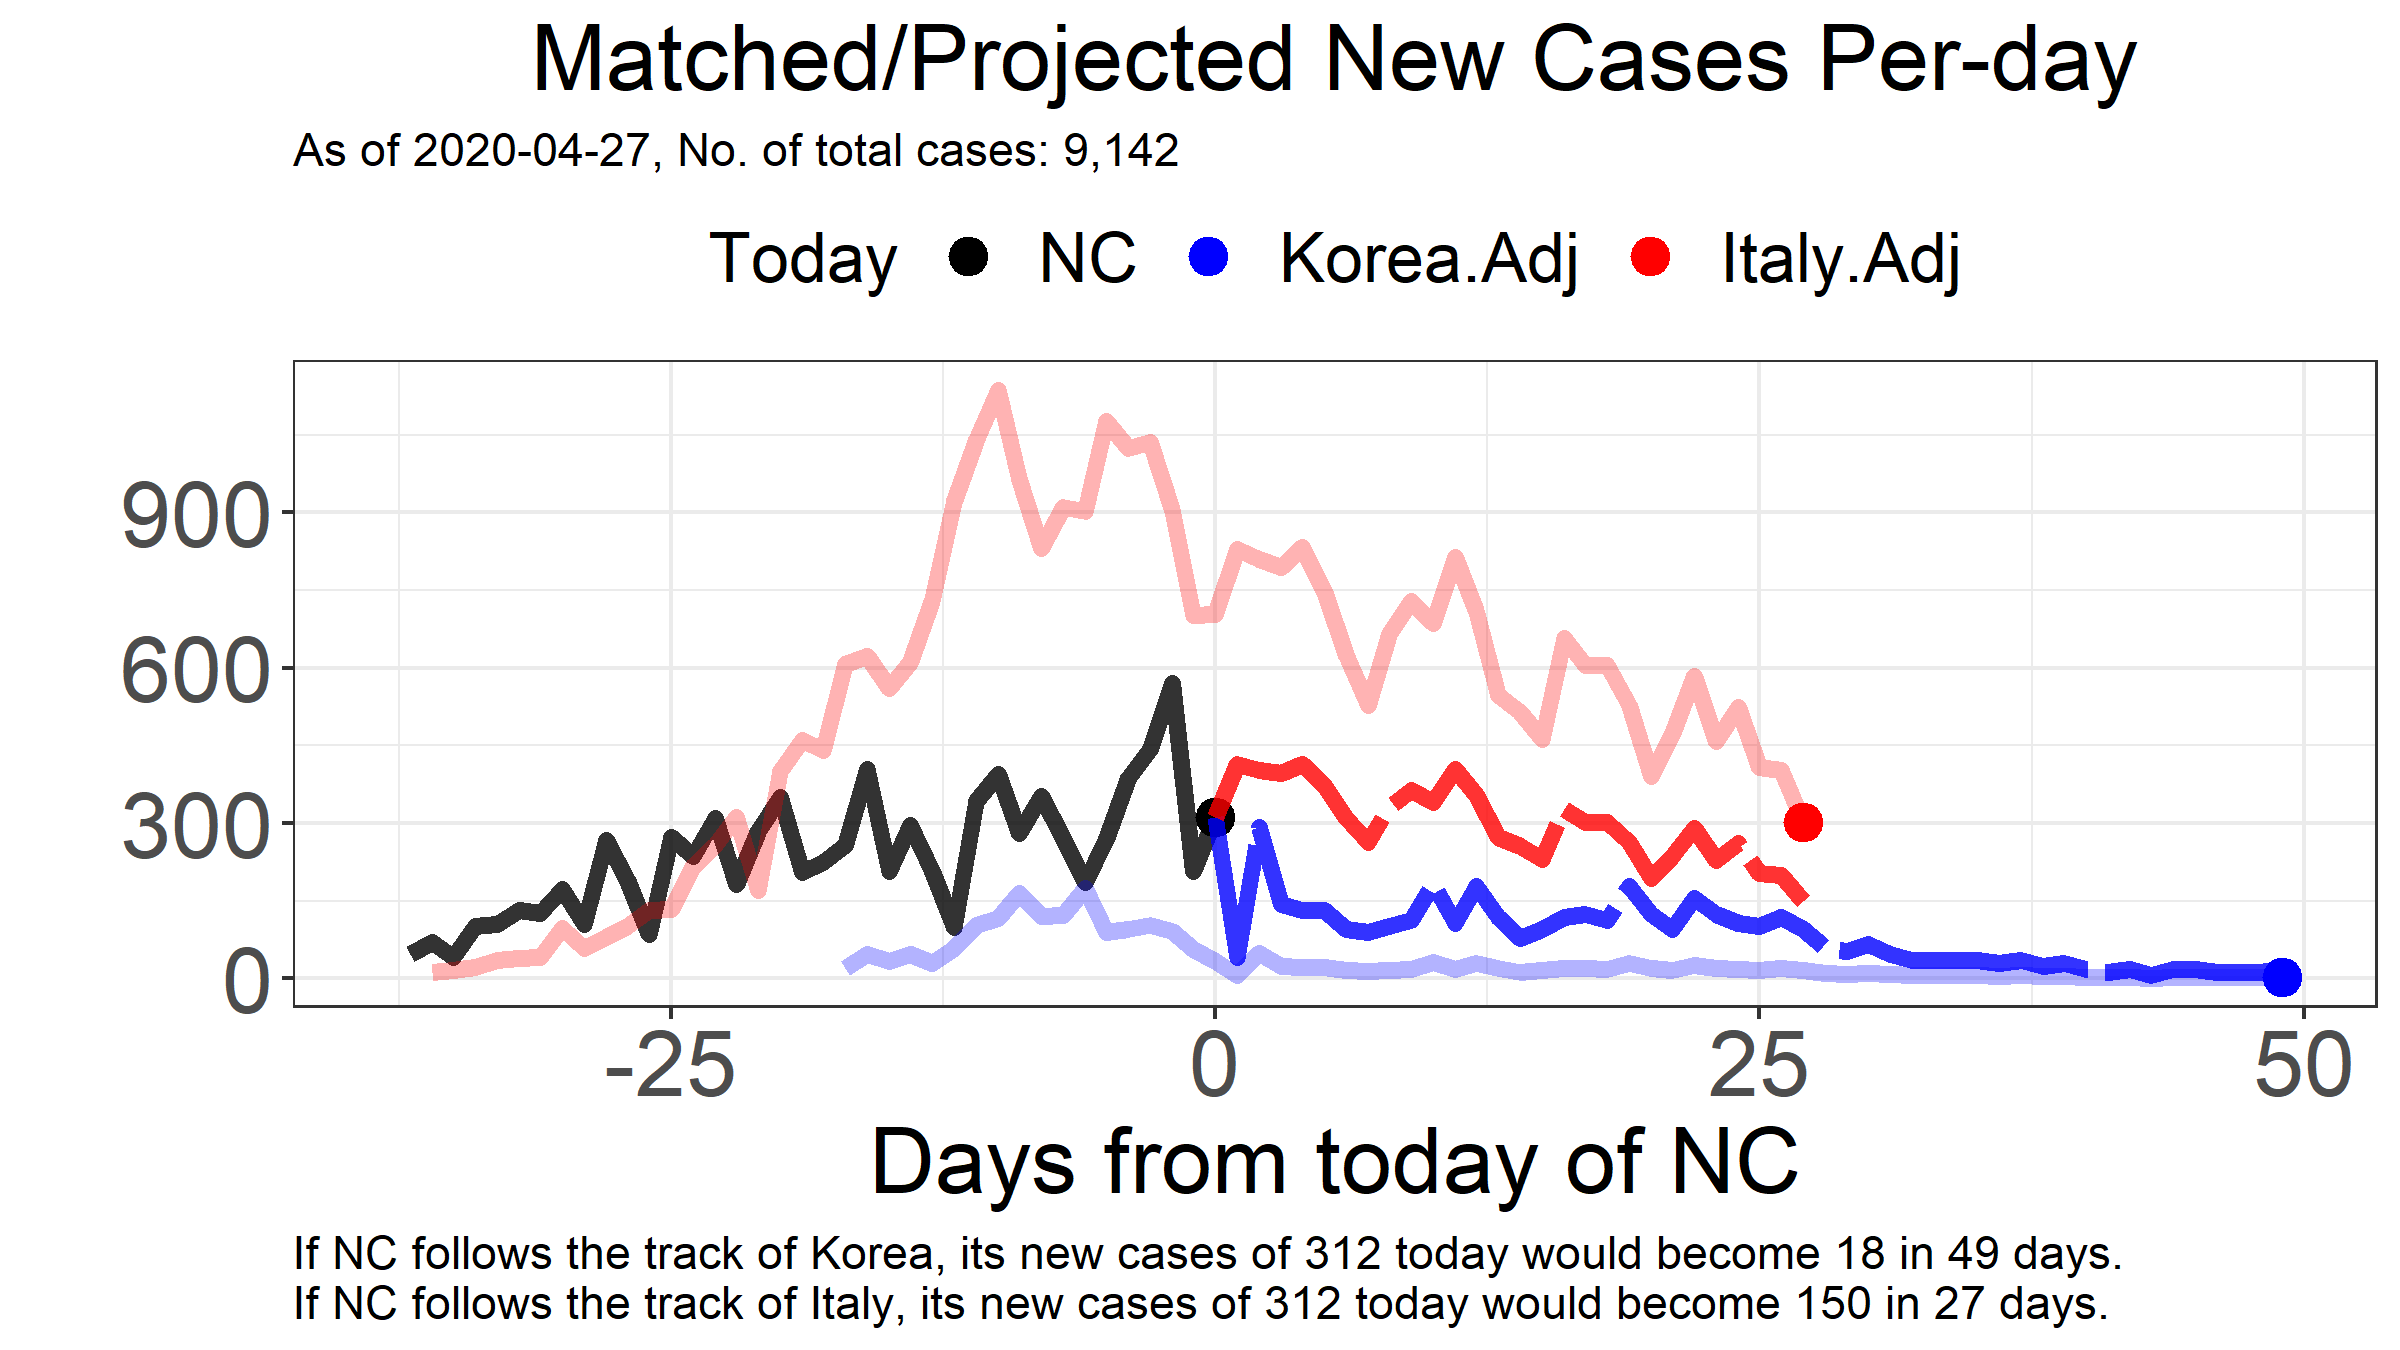 Matched/Projected New Cases Per-day
As of 2020-04-27, No. of total cases: 9,142
Today NC Korea.Adj Italy.Adj
900
600
300
0
-25 0 25 50
Days from today of NC
If NC follows the track of Korea, its new cases of 312 today would become 18 in 49 days.
If NC follows the track of Italy, its new cases of 312 today would become 150 in 27 days.